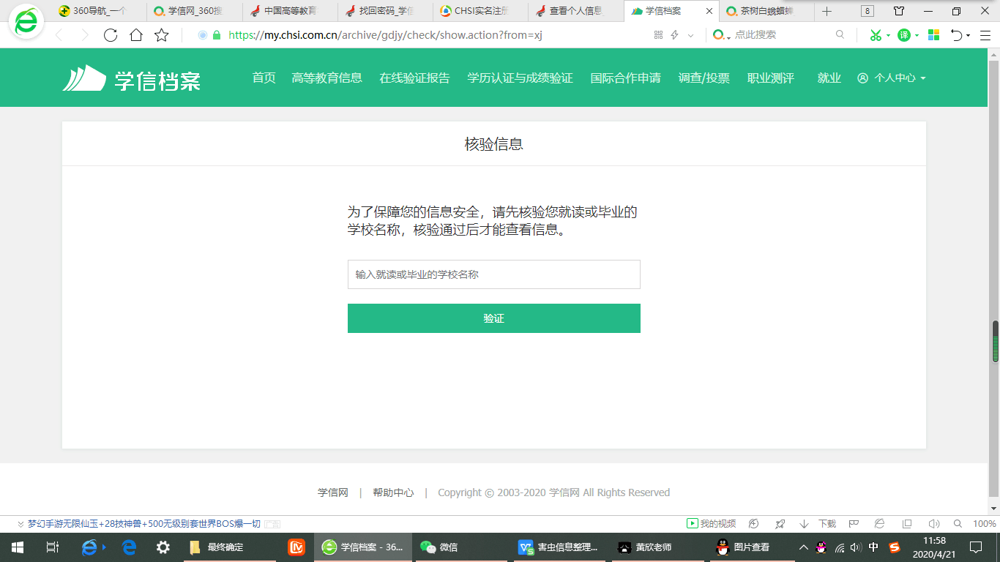 360导航_一个
学信网_360搜
中国高等教育
找回密码_学信
CHSI实名注册
查看个人信息_
学信档案
茶树白蛾蜡蝉
8
https://my.chsi.com.cn/archive/gdjy/check/show.action?from=xj
点此搜索
译
学信档案
首页
高等教育信息
在线验证报告
学历认证与成绩验证
国际合作申请
调查/投票
职业测评
就业
个人中心
核验信息
为了保障您的信息安全，请先核验您就读或毕业的
学校名称，核验通过后才能查看信息。
输入就读或毕业的学校名称
验证
学信网 | 帮助中心 | Copyright © 2003-2020 学信网 All Rights Reserved
梦幻手游无限仙玉+28技神兽+500无级别套世界BOS爆一切 广告
我的视频
下载
100%
最终确定
学信档案 - 36...
微信
害虫信息整理...
黄欣老师
图片查看
中
11:58
2020/4/21